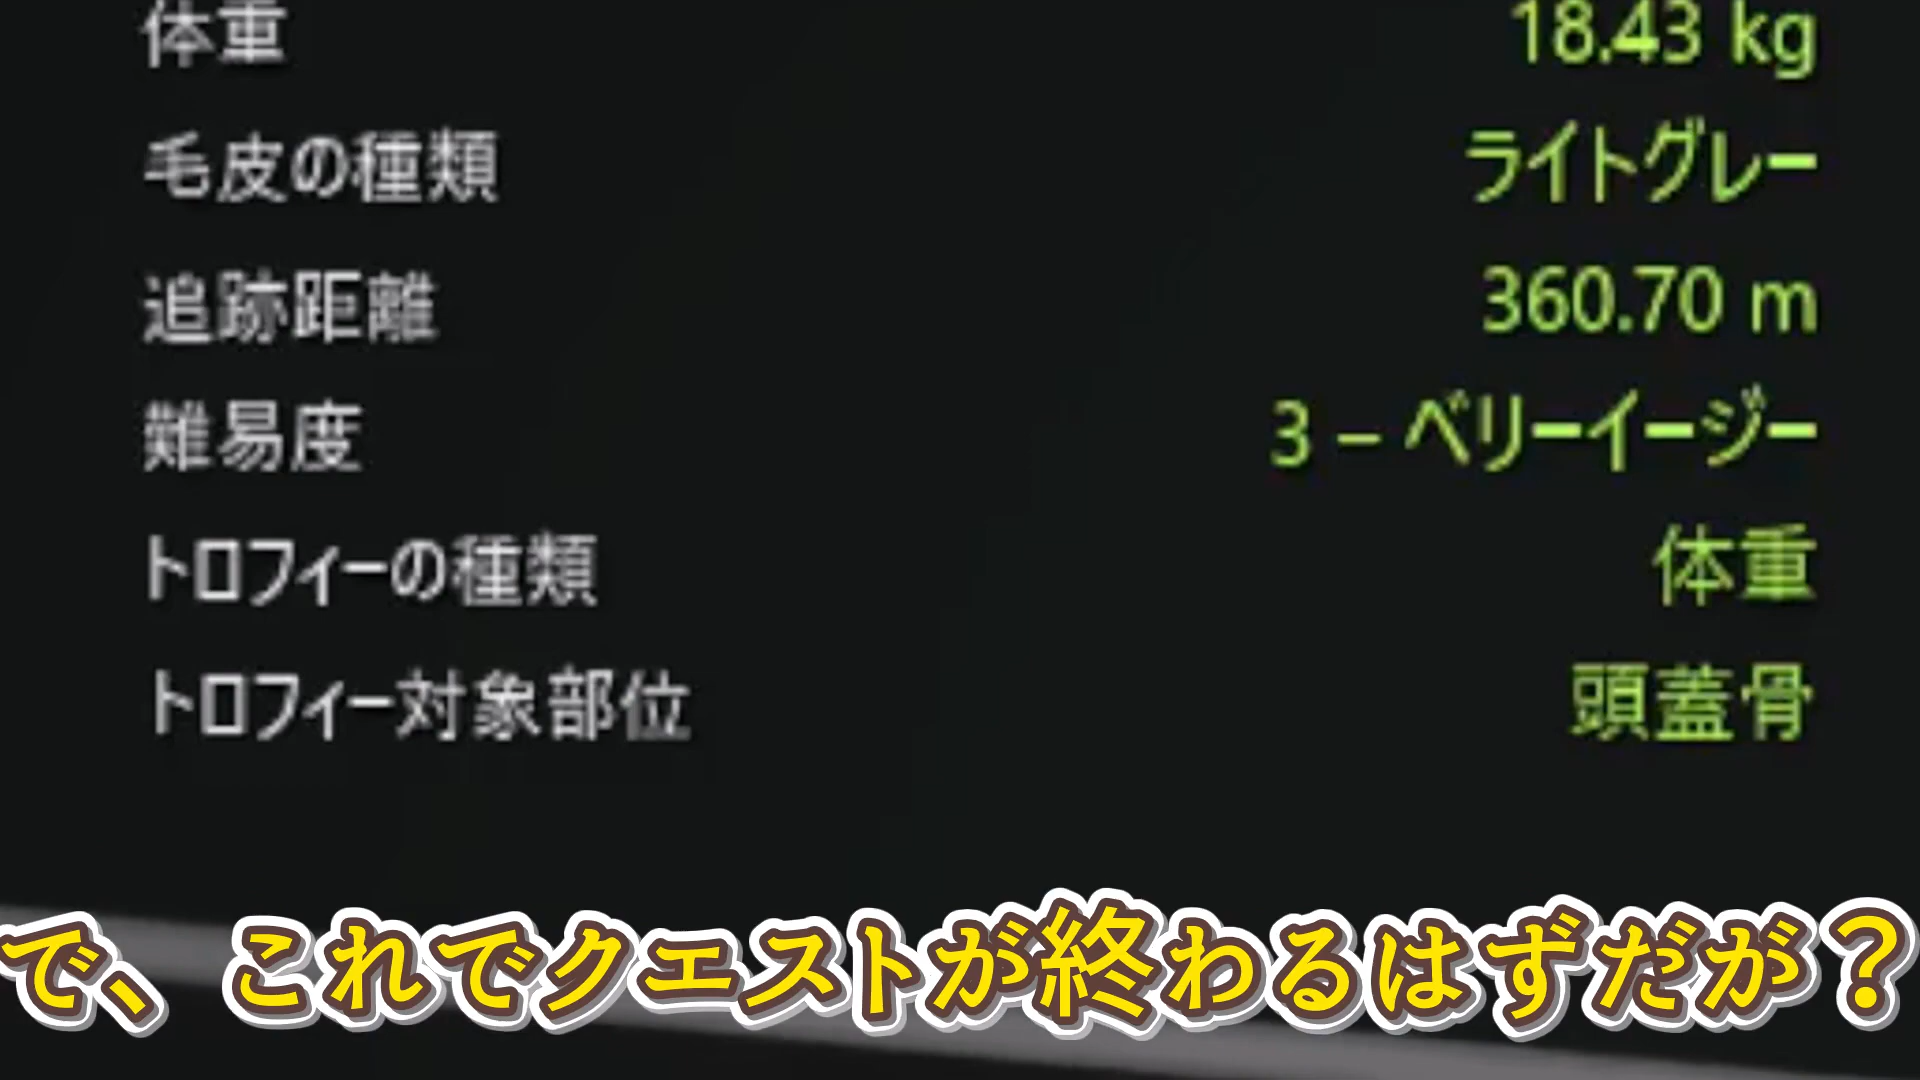 体重 18.43 kg
毛皮の種類 ライトグレー
追跡距離 360.70 m
難易度 3 – ベリーイージー
トロフィーの種類 体重
トロフィー対象部位 頭蓋骨
で、これでクエストが終わるはずだが？